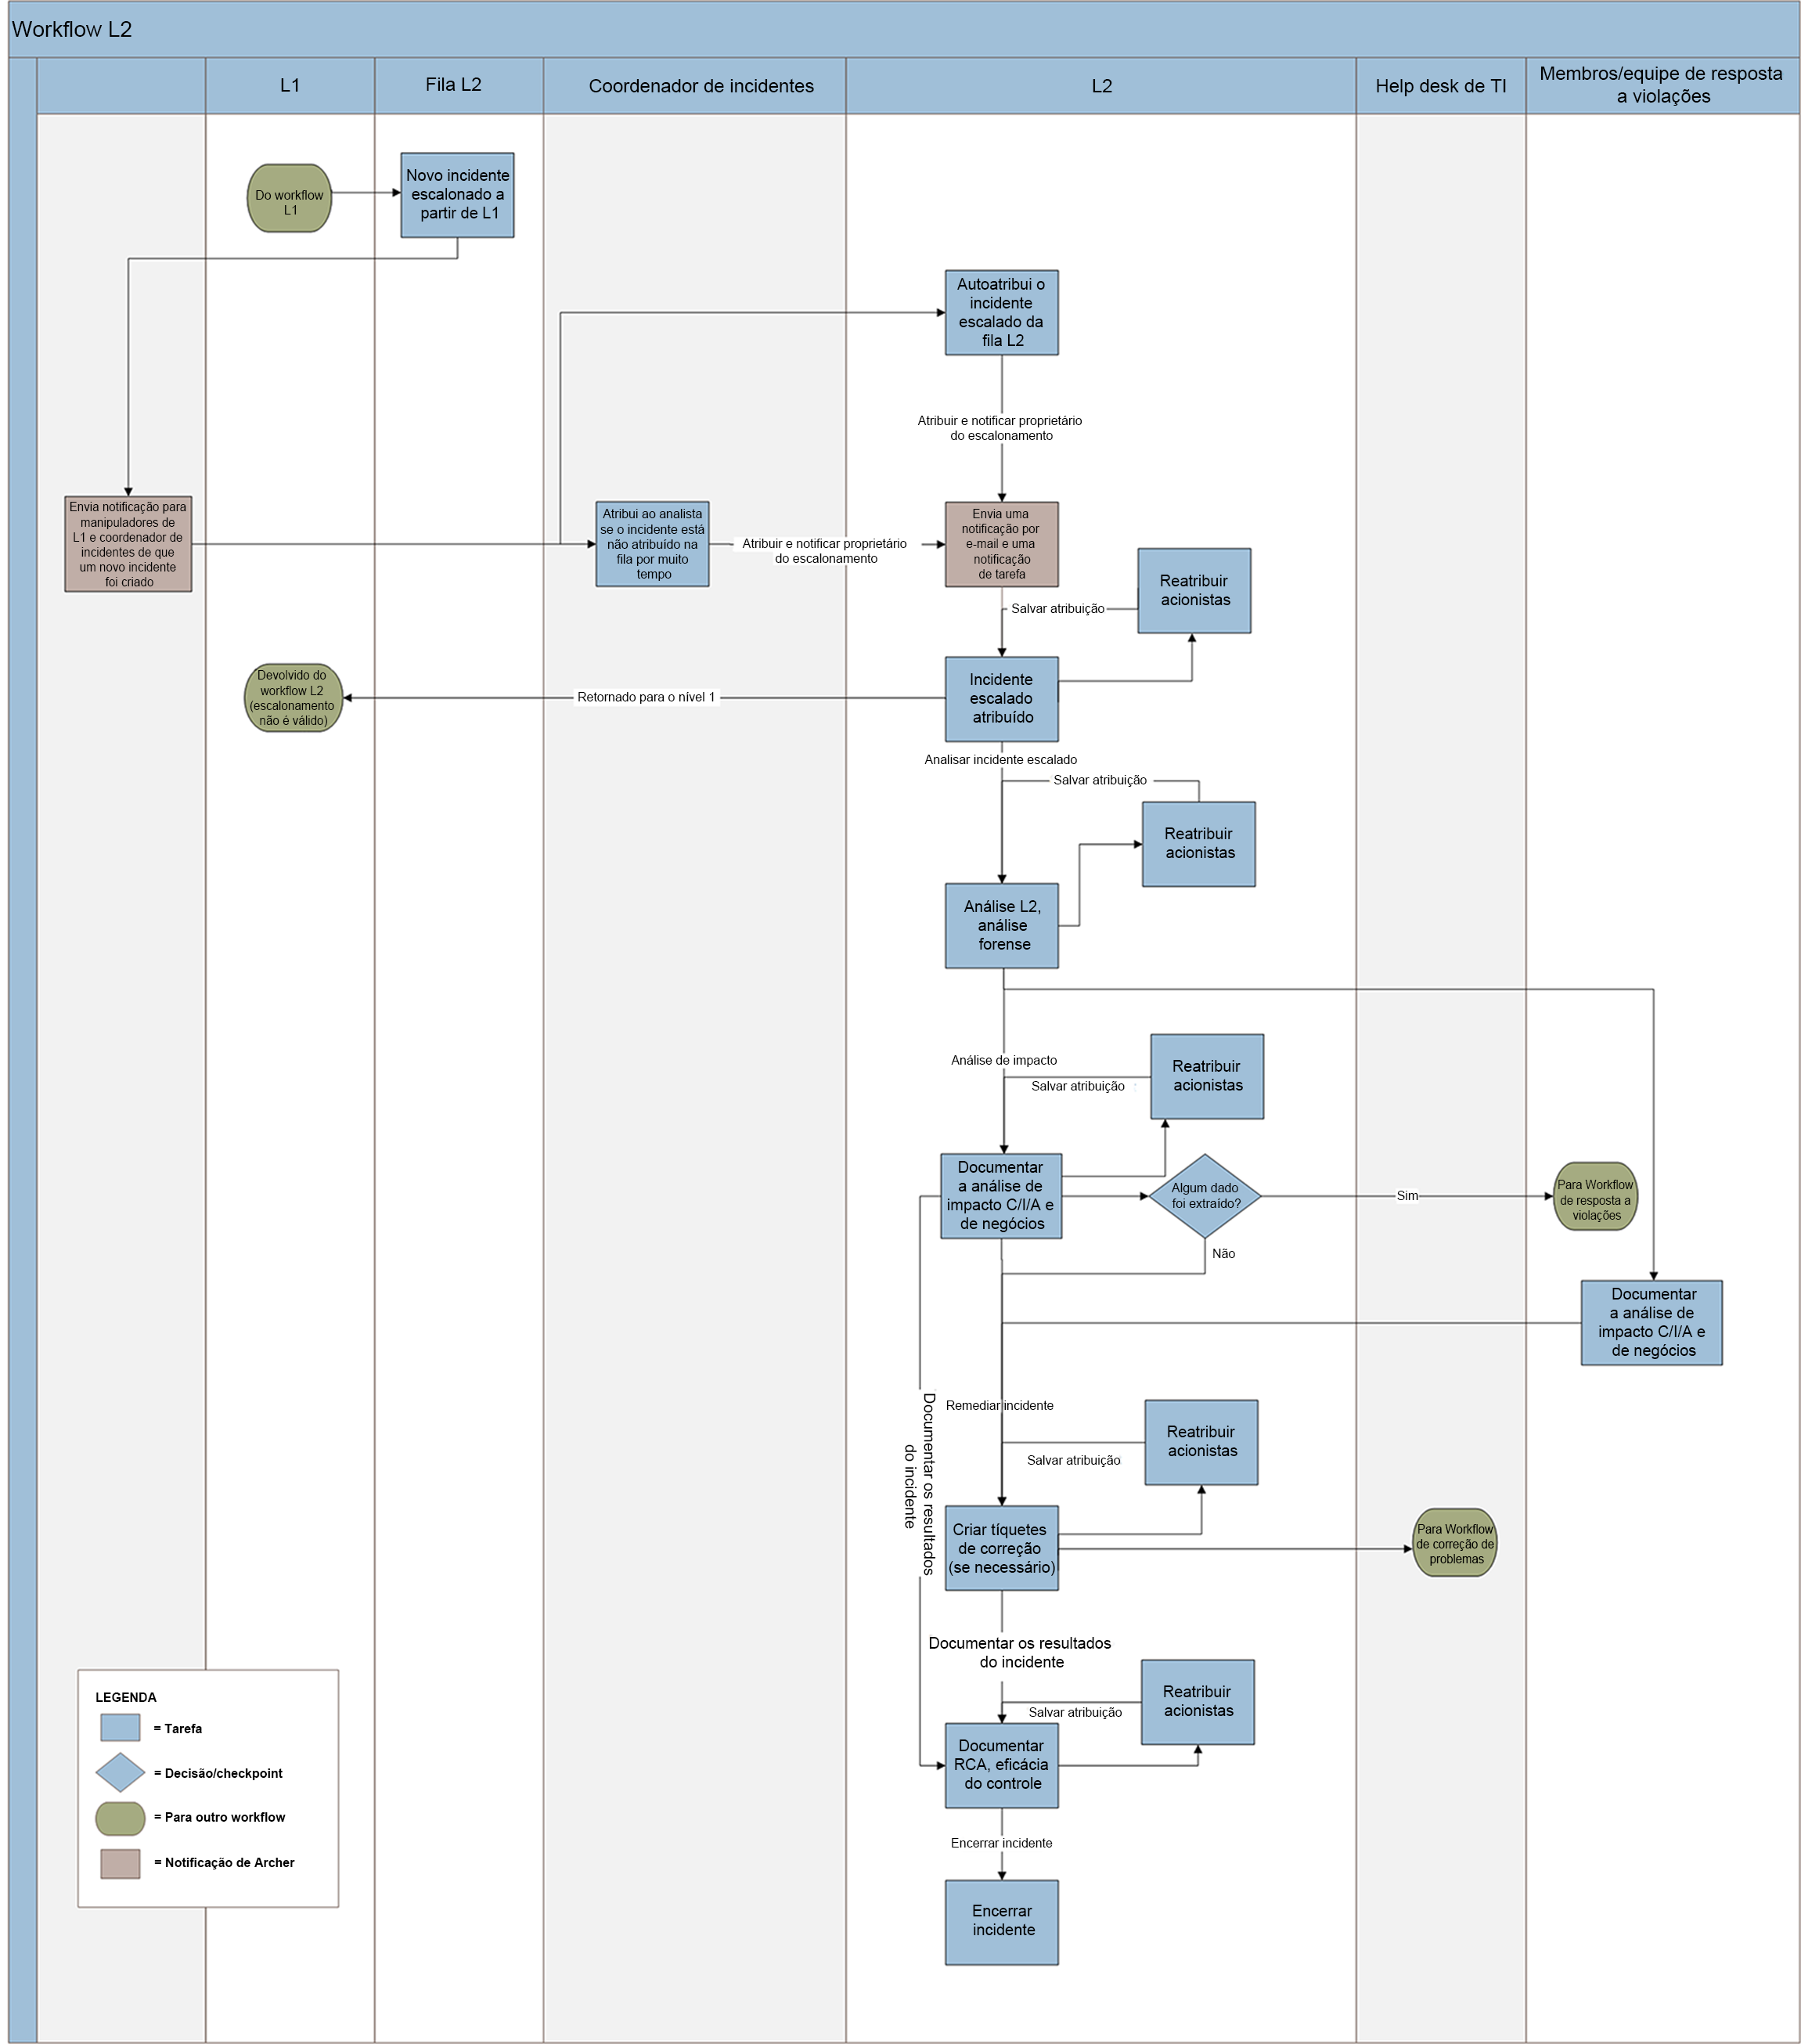 Workflow L2
L1
Fila L2
Coordenador de incidentes
L2
Help desk de TI
Membros/equipe de resposta
a violações
Do workflow
L1
Novo incidente
escalonado a
partir de L1
Autoatribui o
incidente
escalado da
fila L2
Atribuir e notificar proprietário
do escalonamento
Envia notificação para
manipuladores de
L1 e coordenador de
incidentes de que
um novo incidente
foi criado
Atribui ao analista
se o incidente está
não atribuído na
fila por muito
tempo
Atribuir e notificar proprietário
do escalonamento
Envia uma
notificação por
e-mail e uma
notificação
de tarefa
Reatribuir
acionistas
Salvar atribuição
Devolvido do
workflow L2
(escalonamento
não é válido)
Retornado para o nível 1
Incidente
escalado
atribuído
Analisar incidente escalado
Salvar atribuição
Reatribuir
acionistas
Análise L2,
análise
forense
Análise de impacto
Salvar atribuição
Reatribuir
acionistas
Documentar
a análise de
impacto C/I/A e
de negócios
Algum dado
foi extraído?
Sim
Para Workflow
de resposta a
violações
Não
Documentar
a análise de
impacto C/I/A e
de negócios
Documentar os resultados
do incidente
Remediar incidente
Salvar atribuição
Reatribuir
acionistas
Criar tíquetes
de correção
(se necessário)
Para Workflow
de correção de
problemas
Documentar os resultados
do incidente
Salvar atribuição
Reatribuir
acionistas
Documentar
RCA, eficácia
do controle
Encerrar incidente
Encerrar
incidente
LEGENDA
= Tarefa
= Decisão/checkpoint
= Para outro workflow
= Notificação de Archer